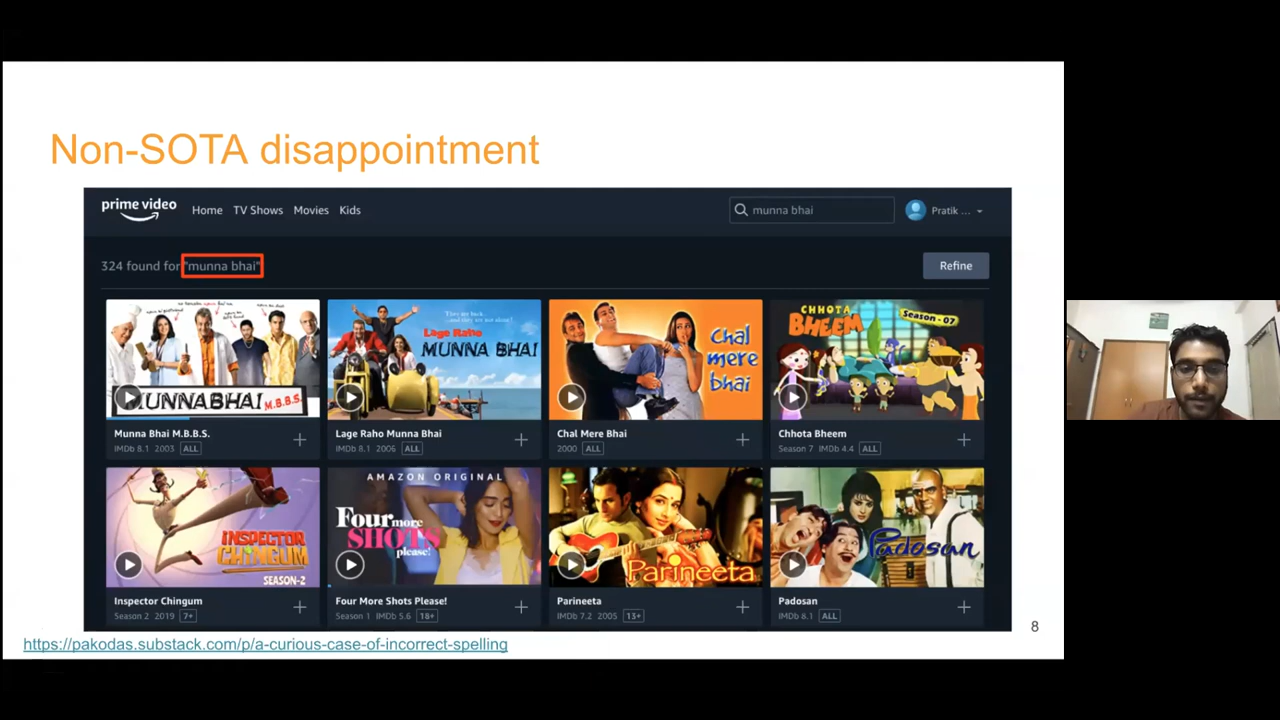 Non-SOTA disappointment
prime video Home TV Shows Movies Kids munna bhai Pratik ...
324 found for "munna bhai" Refine
MUNNABHAI M.B.B.S.
Lage Raho
MUNNA BHAI
Chal
mere
bhai
CHHOTA
BHEEM
Season - 07
Munna Bhai M.B.B.S.
IMDb 8.1 2003 ALL
Lage Raho Munna Bhai
IMDb 8.1 2006 ALL
Chal Mere Bhai
2000 ALL
Chhota Bheem
Season 7 IMDb 4.4 ALL
INSPECTOR
CHINGUM
SEASON-2
AMAZON ORIGINAL
Four more
SHOTS
please!
Parineeta
Padosan
Inspector Chingum
Season 2 2019 7+
Four More Shots Please!
Season 1 IMDb 5.6 18+
Parineeta
IMDb 7.2 2005 13+
Padosan
IMDb 8.1 ALL
8
https://pakodas.substack.com/p/a-curious-case-of-incorrect-spelling